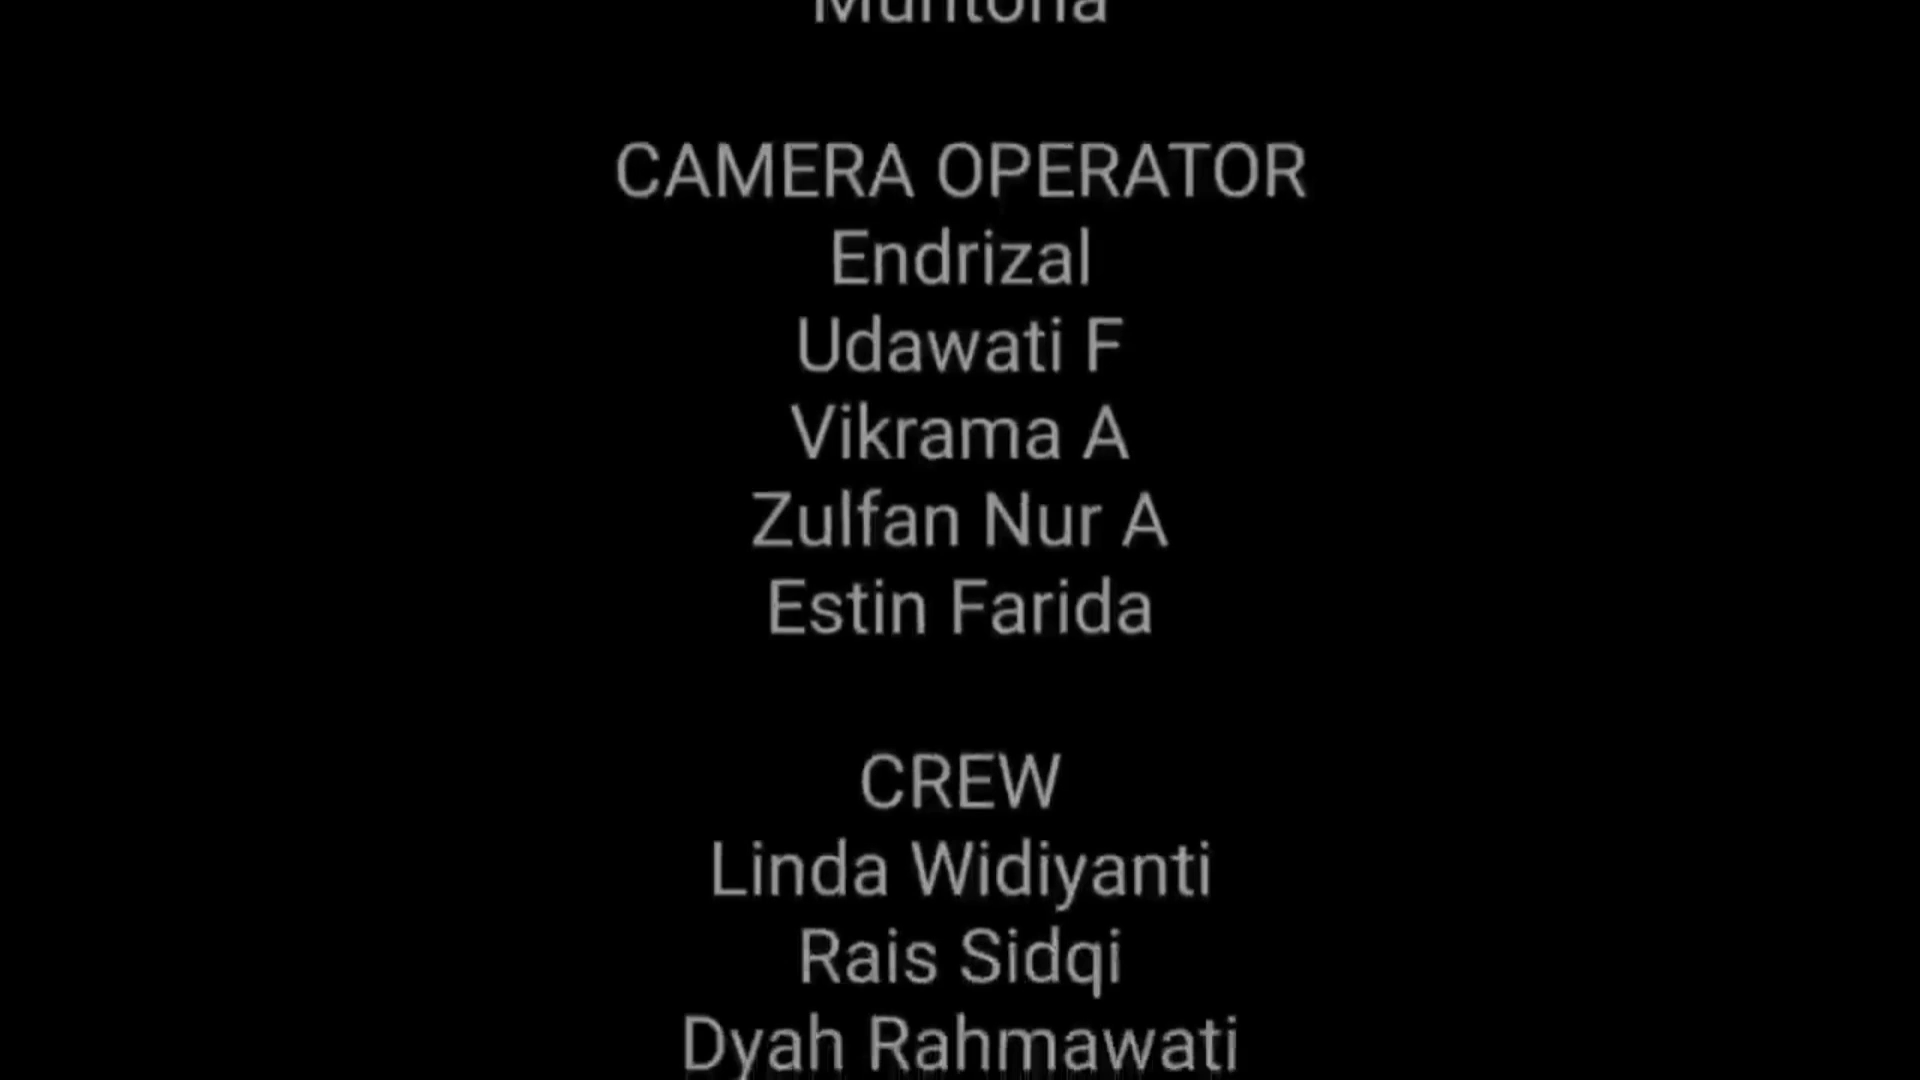 CAMERA OPERATOR
Endrizal
Udawati F
Vikrama A
Zulfan Nur A
Estin Farida
CREW
Linda Widiyanti
Rais Sidqi
Dyah Rahmawati